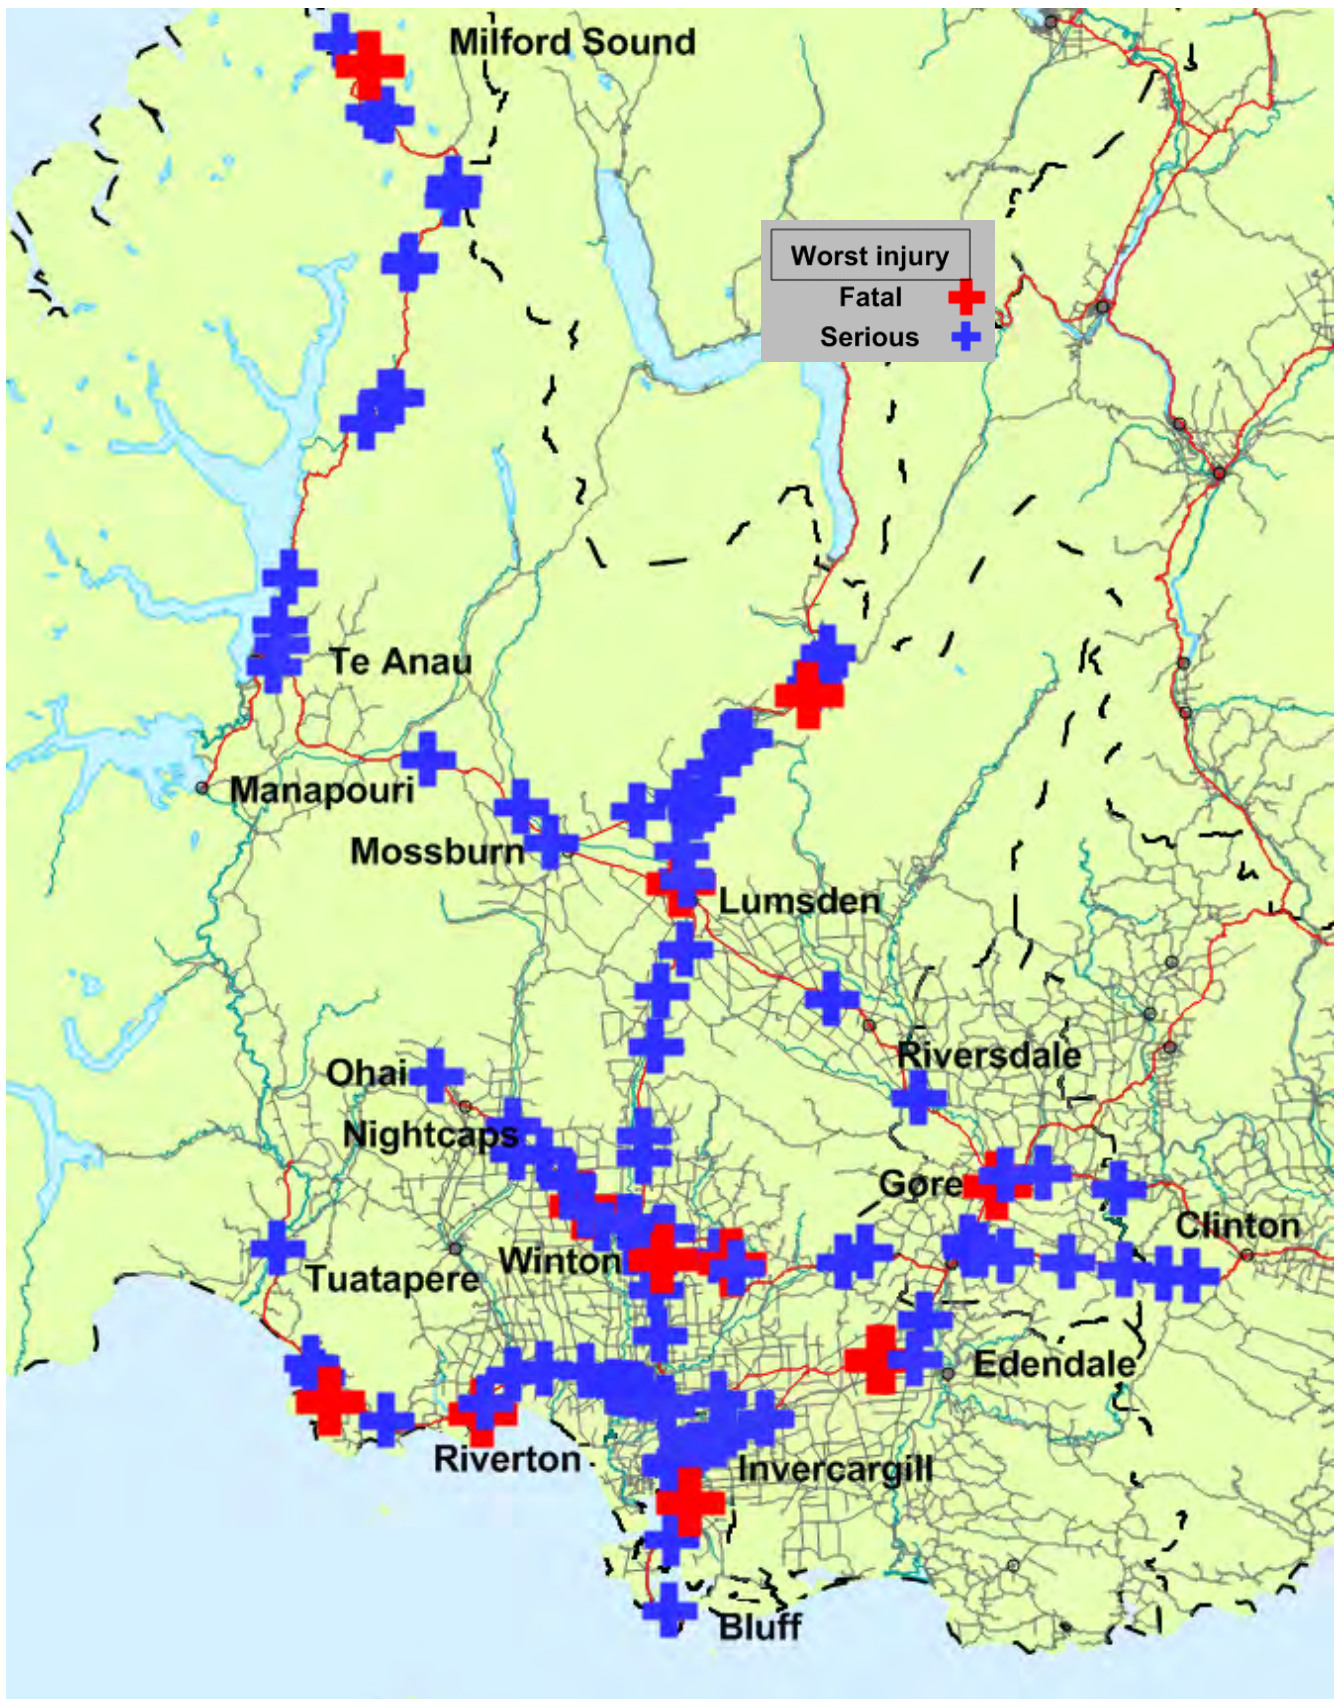 Milford Sound
Worst injury
Fatal
Serious
Te Anau
Manapouri
Mossburn
Lumsden
Riversdale
Ohai
Nightcaps
Gore
Clinton
Winton
Tuatapere
Edendale
Riverton
Invercargill
Bluff